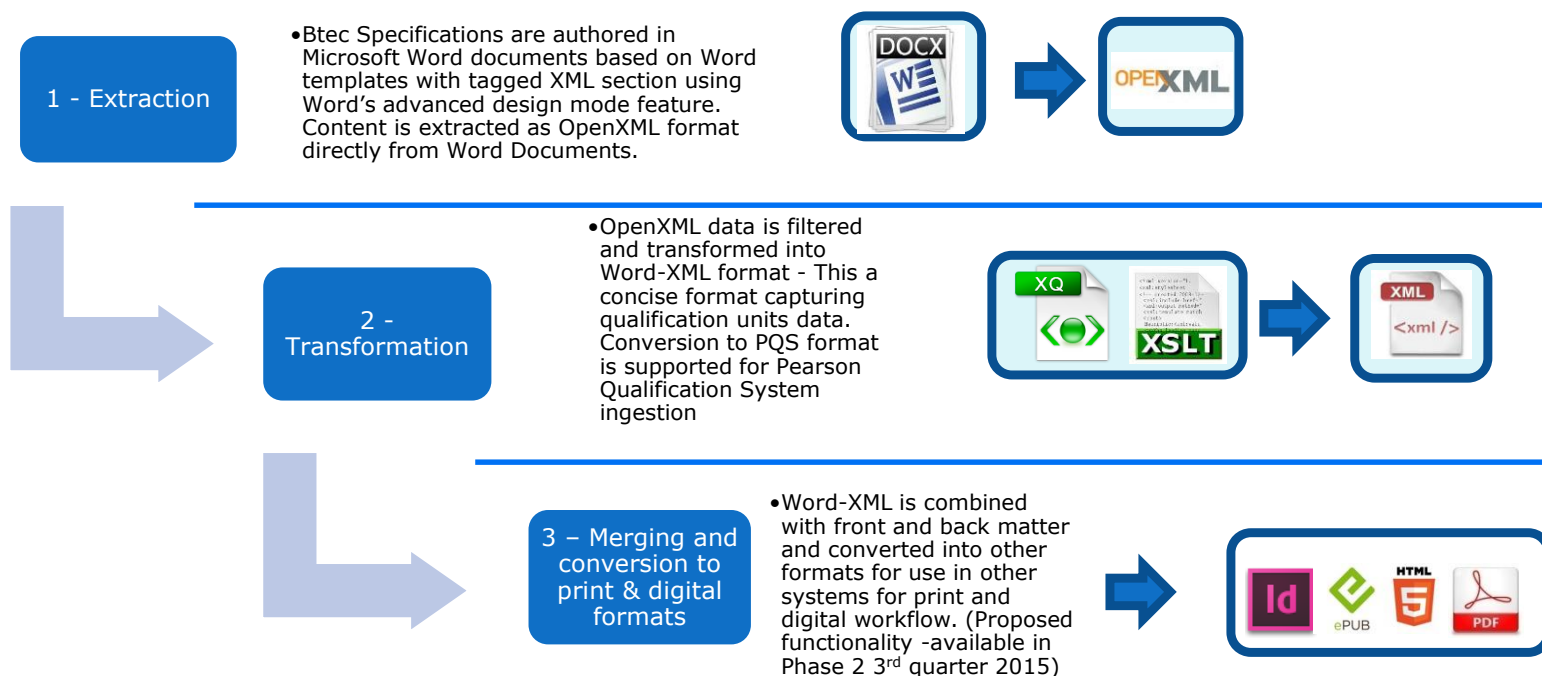 1 - Extraction
•Btec Specifications are authored in
Microsoft Word documents based on Word
templates with tagged XML section using
Word’s advanced design mode feature.
Content is extracted as OpenXML format
directly from Word Documents.
DOCX
W
OPENXML
2 -
Transformation
•OpenXML data is filtered
and transformed into
Word-XML format - This a
concise format capturing
qualification units data.
Conversion to PQS format
is supported for Pearson
Qualification System
ingestion
XQ
XSLT
XML
<xml />
3 – Merging and
conversion to
print & digital
formats
•Word-XML is combined
with front and back matter
and converted into other
formats for use in other
systems for print and
digital workflow. (Proposed
functionality -available in
Phase 2 3rd quarter 2015)
Id
ePUB
HTML
5
PDF